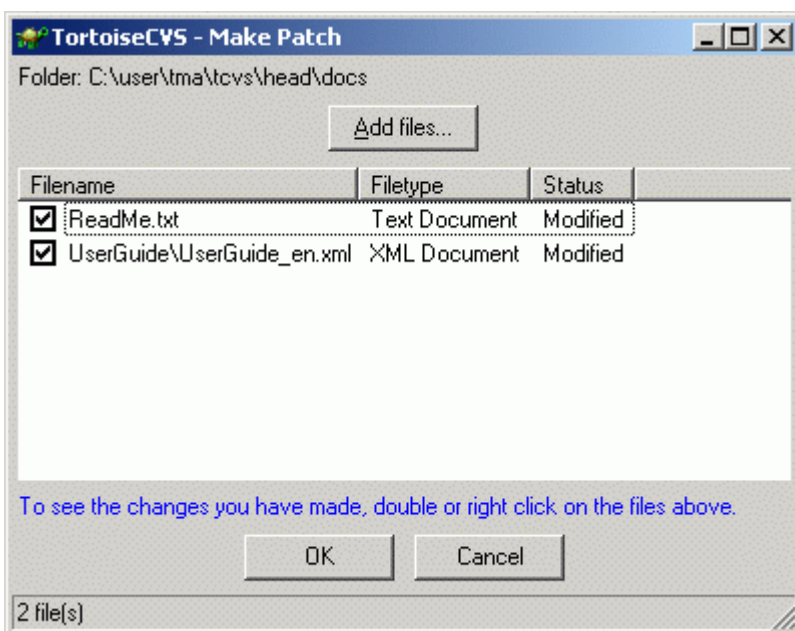 TortoiseCVS - Make Patch
Folder: C:\user\tma\tcvs\head\docs
Add files...
Filename Filetype Status
ReadMe.txt Text Document Modified
UserGuide\UserGuide_en.xml XML Document Modified
To see the changes you have made, double or right click on the files above.
OK Cancel
2 file(s)